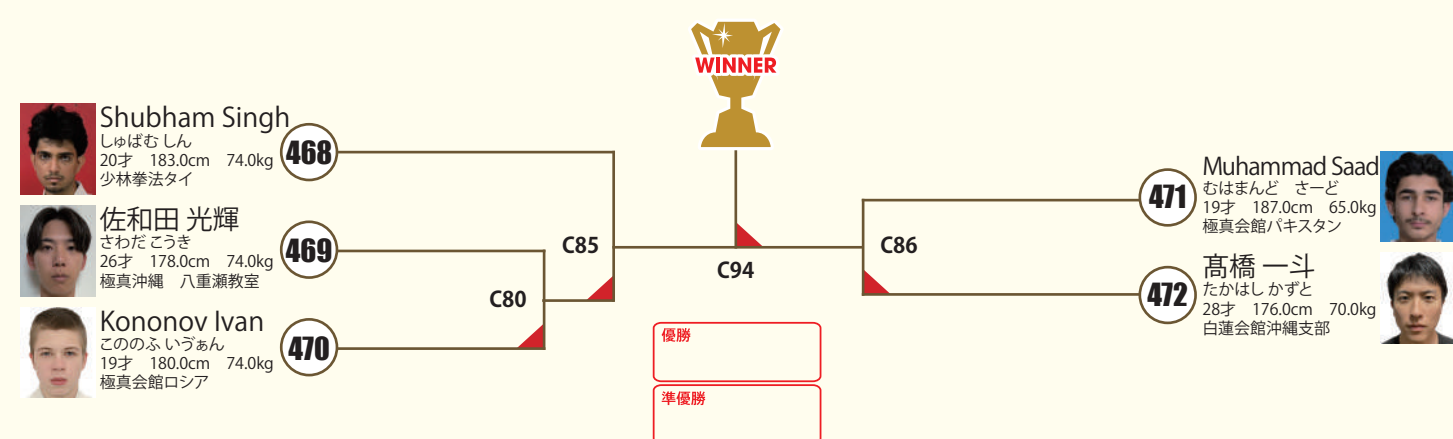 WINNER
Shubham Singh
しゅばむ しん
20才 183.0cm 74.0kg
少林拳法タイ
468
佐和田 光輝
さわだ こうき
26才 178.0cm 74.0kg
極真沖縄 八重瀬教室
469
Kononov Ivan
こののふ いゔぁん
19才 180.0cm 74.0kg
極真会館ロシア
470
C80
C85
C94
C86
471
Muhammad Saad
むはまんど さーど
19才 187.0cm 65.0kg
極真会館パキスタン
472
髙橋 一斗
たかはし かずと
28才 176.0cm 70.0kg
白蓮会館沖縄支部
優勝
準優勝